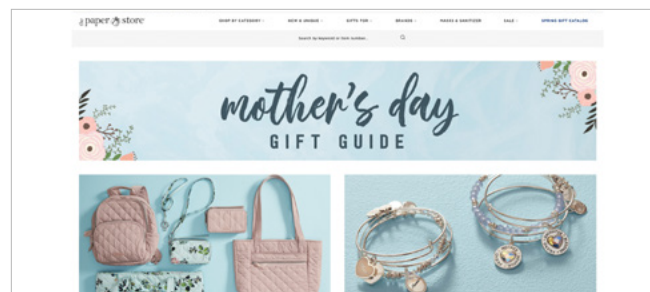 the paper store
SHOP BY CATEGORY
NEW & UNIQUE
GIFTS FOR
BRANDS
MASKS & SANITIZER
SALE
SPRING GIFT CATALOG
Search by keyword or item number...
mother's day
GIFT GUIDE